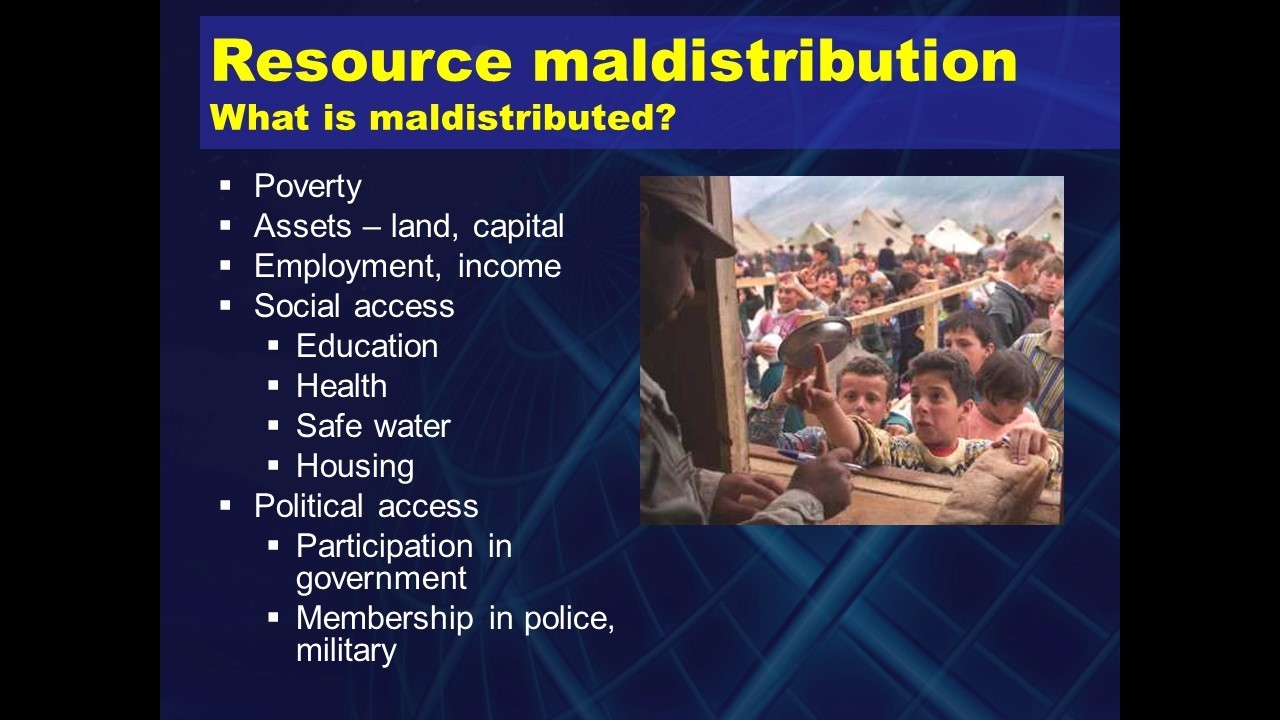 Resource maldistribution
What is maldistributed?
▪ Poverty
▪ Assets – land, capital
▪ Employment, income
▪ Social access
▪ Education
▪ Health
▪ Safe water
▪ Housing
▪ Political access
▪ Participation in
government
▪ Membership in police,
military